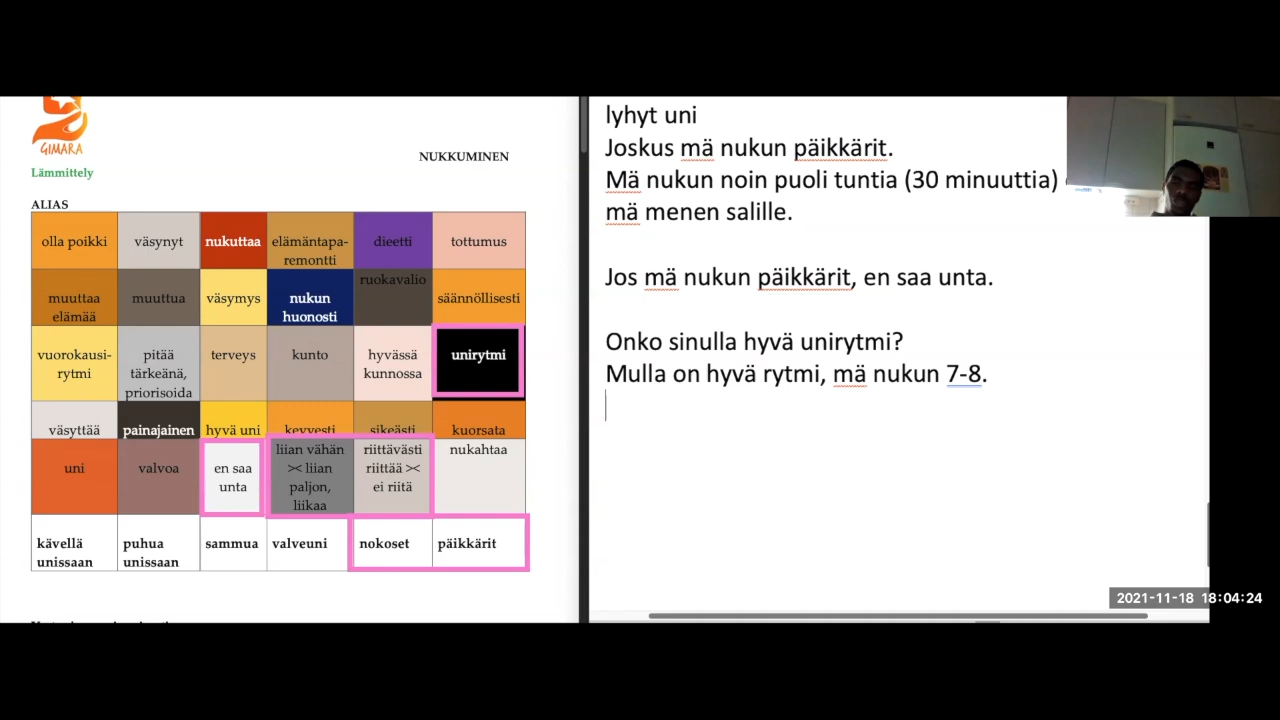 GIMARA
NUKKUMINEN
Lämmittely
ALIAS
olla poikki
väsynyt
nukuttaa
elämäntapa-
remontti
dieetti
tottumus
muuttaa
elämää
muuttua
väsymys
nukun
huonosti
ruokavalio
säännöllisesti
vuorokausi-
rytmi
pitää
tärkeänä,
priorisoida
terveys
kunto
hyvässä
kunnossa
unirytmi
väsyttää
painajainen
hyvä uni
kevyesti
sikeästi
kuorsata
uni
valvoa
en saa
unta
liian vähän
>< liian
paljon,
liikaa
riittävästi
riittää ><
ei riitä
nukahtaa
kävellä
unissaan
puhua
unissaan
sammua
valveuni
nokoset
päikkärit
lyhyt uni
Joskus mä nukun päikkärit.
Mä nukun noin puoli tuntia (30 minuuttia)
mä menen salille.
Jos mä nukun päikkärit, en saa unta.
Onko sinulla hyvä unirytmi?
Mulla on hyvä rytmi, mä nukun 7-8.
2021-11-18 18:04:24